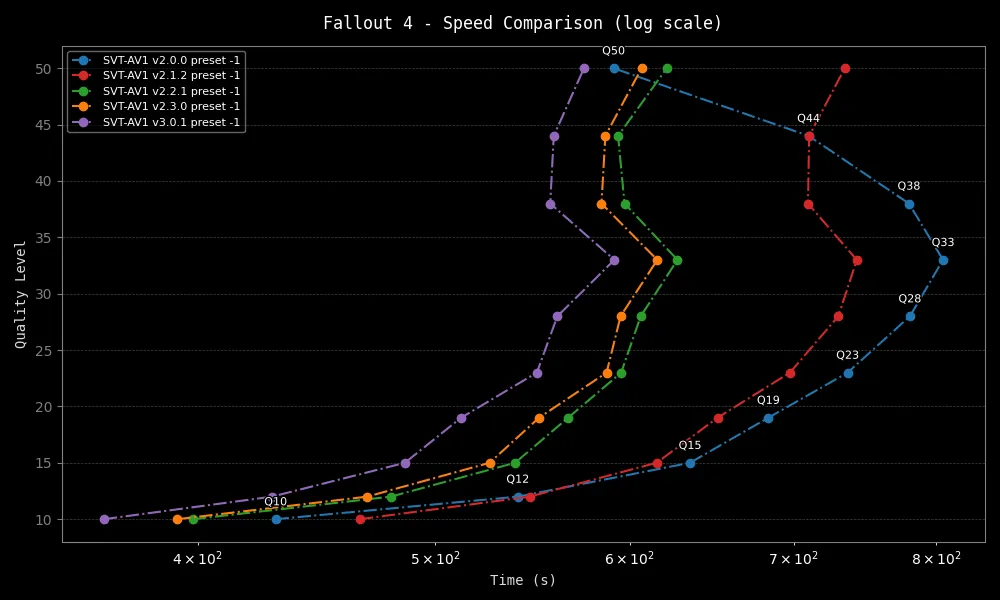 Fallout 4 - Speed Comparison (log scale)
SVT-AV1 v2.0.0 preset -1
SVT-AV1 v2.1.2 preset -1
SVT-AV1 v2.2.1 preset -1
SVT-AV1 v2.3.0 preset -1
SVT-AV1 v3.0.1 preset -1
Q50
Q44
Q38
Q33
Q28
Q23
Q19
Q15
Q12
Q10
50
45
40
35
30
25
20
15
10
Quality Level
4 × 10²
5 × 10²
6 × 10²
7 × 10²
8 × 10²
Time (s)